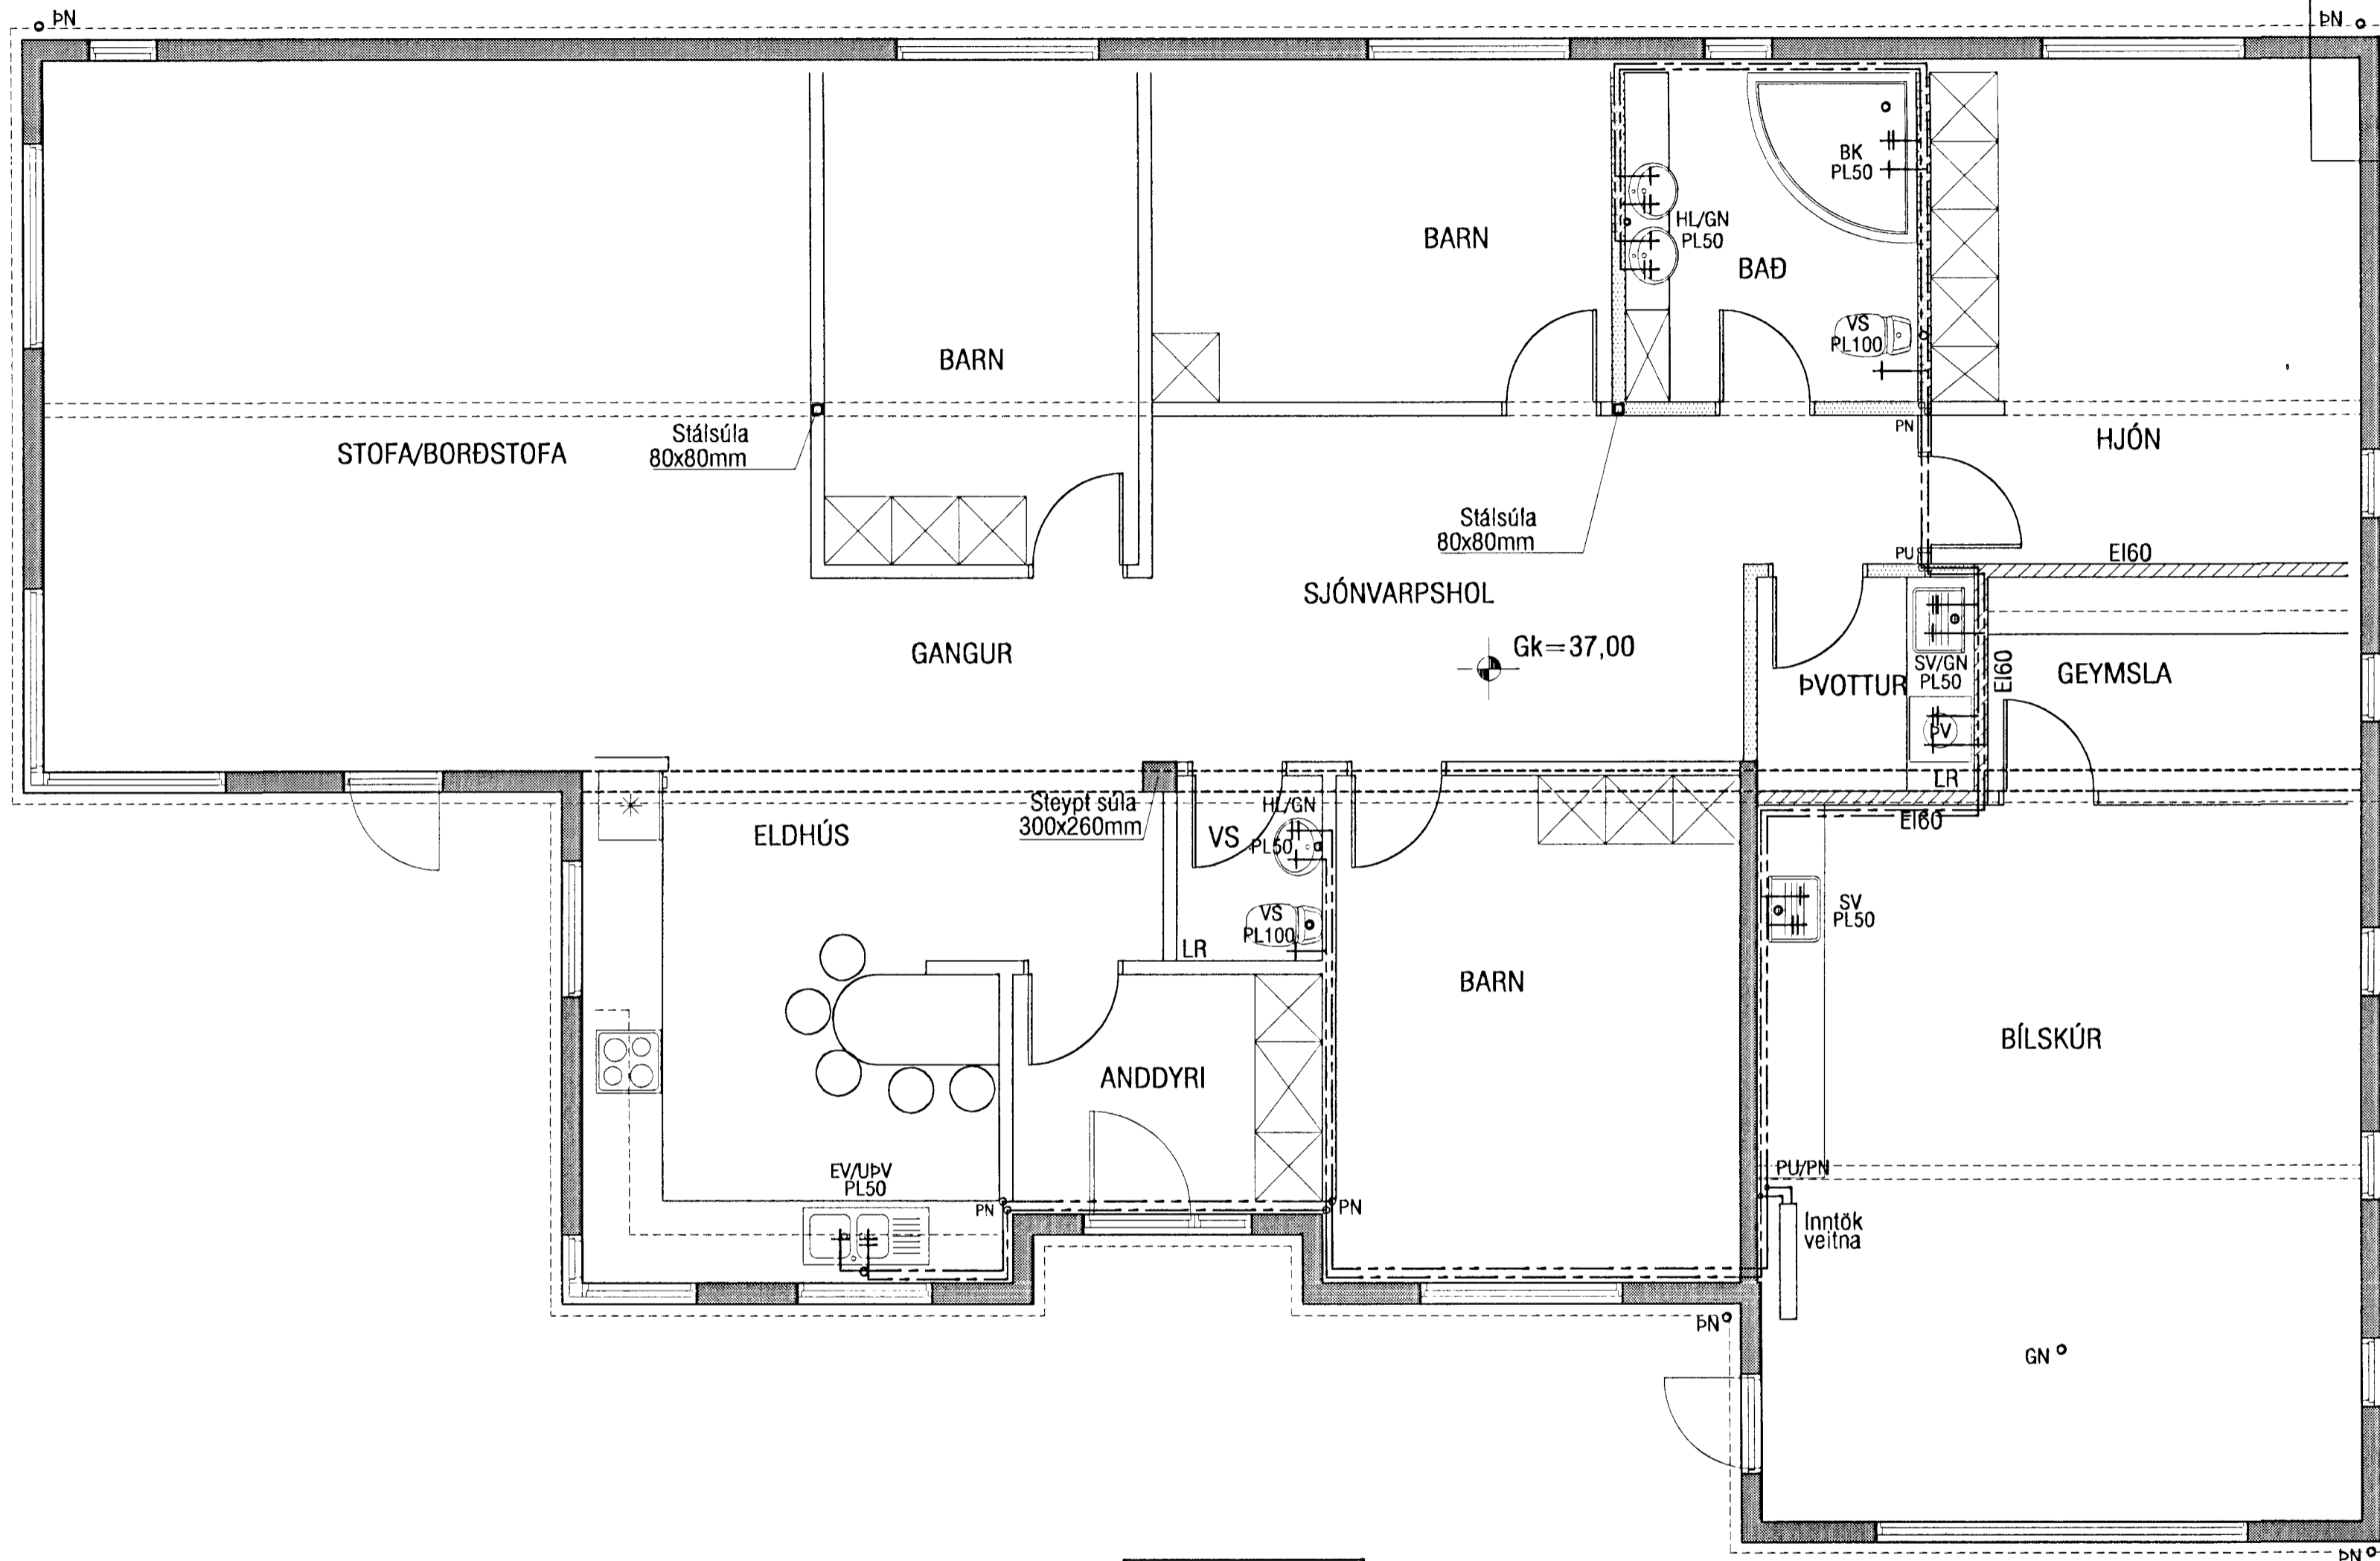 ÞN
ÞN
BK
PL50
HL/GN
PL50
BARN
BAÐ
VS
PL100
BARN
PN
HJÓN
STOFA/BORÐSTOFA
Stálsúla
80x80mm
Stálsúla
80x80mm
PU
EI60
SJÓNVARPSHOL
GANGUR
Gk=37,00
SV/GN
PL50
EI60
GEYMSLA
ÞVOTTUR
ÞV
LR
Steypt súla
300x260mm
HL/GN
PL50
VS
ELDHÚS
EI60
SV
PL50
VS
PL100
LR
BARN
BÍLSKÚR
ANDDYRI
EV/UÞV
PL50
PU/PN
PN
PN
Inntök
veitna
ÞN
GN
ÞN